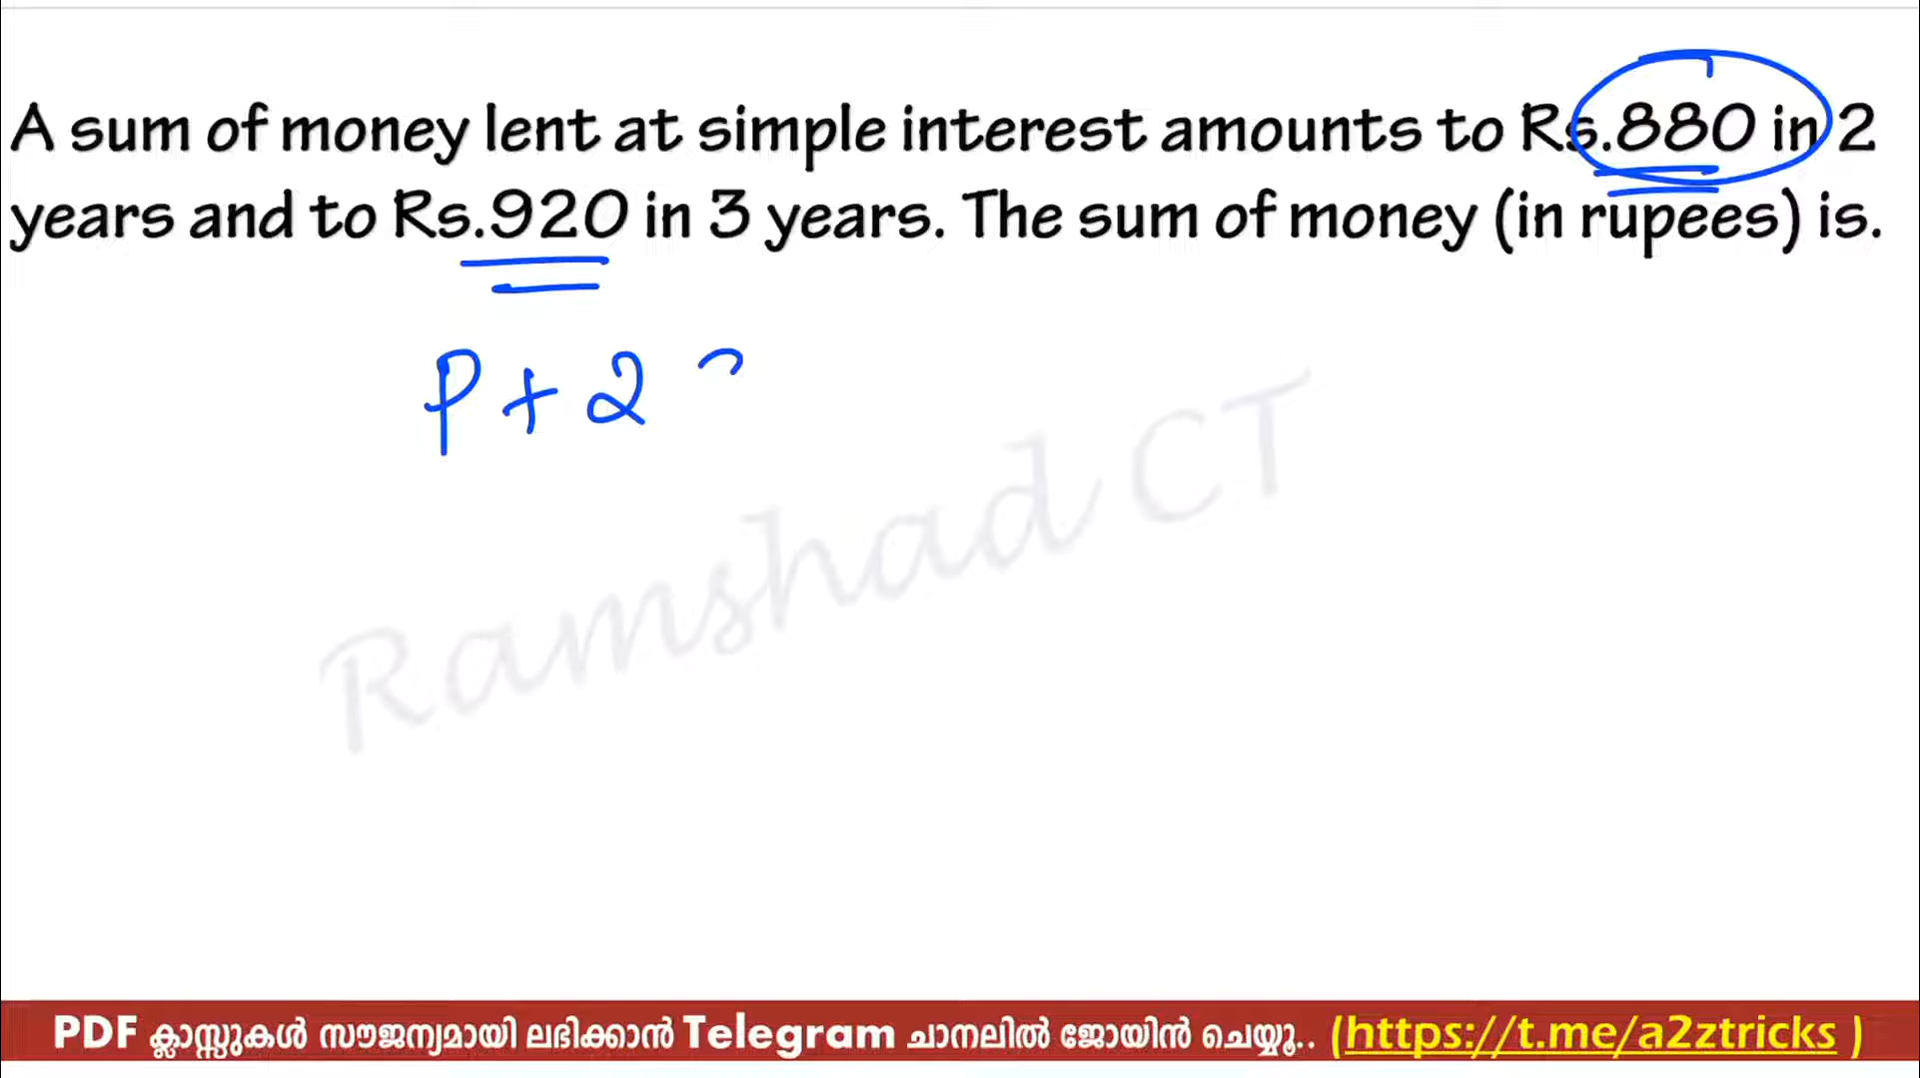 A sum of money lent at simple interest amounts to Rs.880 in 2
years and to Rs.920 in 3 years. The sum of money (in rupees) is.
P + 2
Ramshad CT
PDF ക്ലാസ്സുകൾ സൗജന്യമായി ലഭിക്കാൻ Telegram ചാനലിൽ ജോയിൻ ചെയ്യൂ.. (https://t.me/a2ztricks )